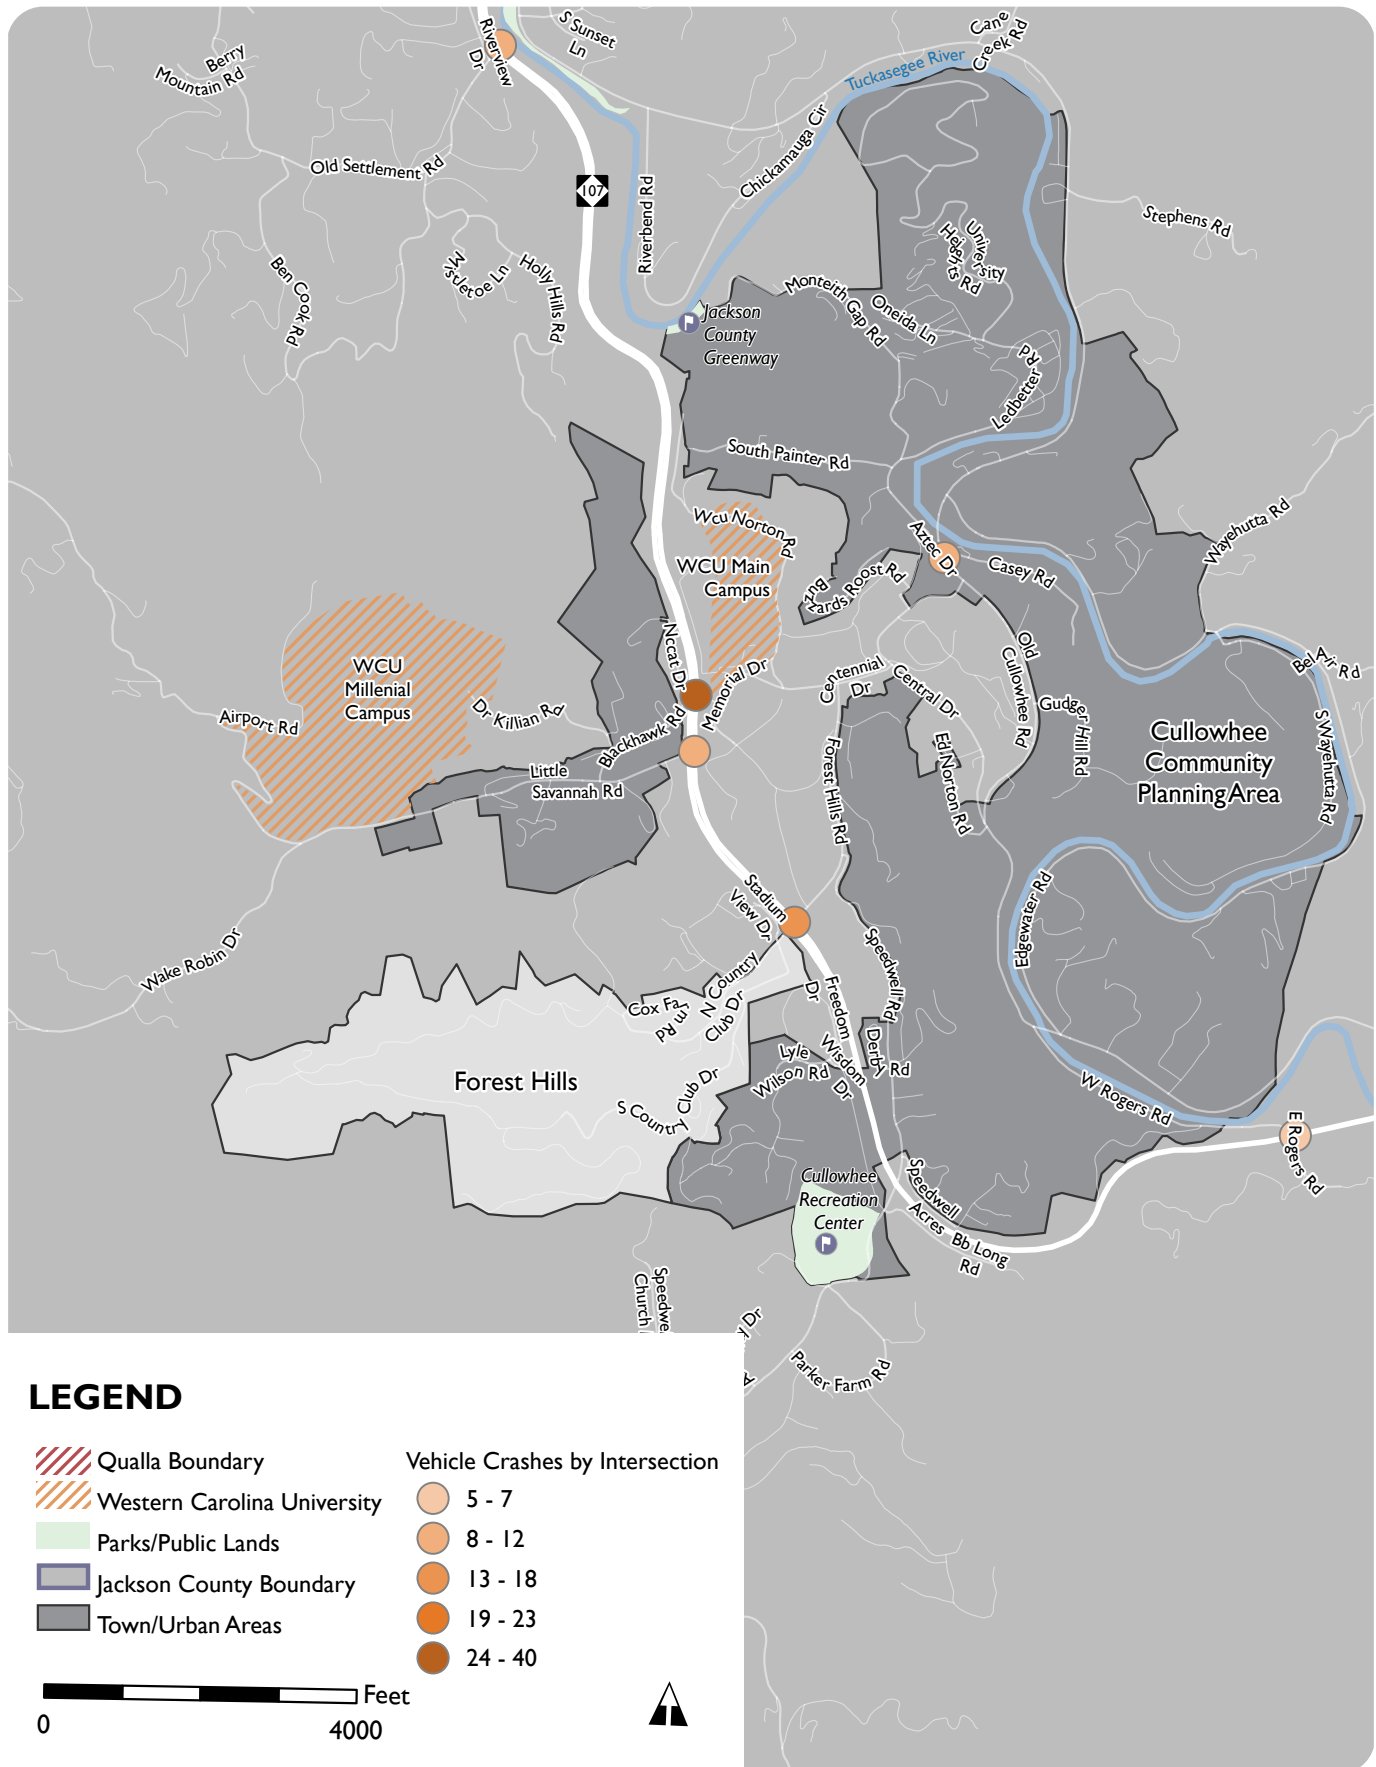 S Sunset
Ln
Cane
Creek Rd
Riverview
Dr
Berry
Mountain Rd
Tuckasegee River
Old Settlement Rd
107
Riverbend Rd
Chickamauga Cir
Stephens Rd
University
Heights Rd
Mistletoe Ln
Holly Hills Rd
Ben Cook Rd
Monteith
Gap Rd
Oneida Ln
Jackson
County
Greenway
Ledbetter
Rd
South Painter Rd
Wcu Norton Rd
Wayehutta Rd
Aztec Dr
WCU Main
Campus
Buzzards Roost Rd
Casey Rd
Nccat Dr
Old
Cullowhee Rd
Bel Air Rd
WCU
Millenial
Campus
Memorial Dr
Centennial
Dr
Central Dr
Gudger Hill Rd
Airport Rd
Dr Killian Rd
Blackhawk Rd
Cullowhee
Community
Planning Area
S Wayehutta Rd
Little
Savannah Rd
Forest Hills Rd
Ed Norton Rd
Stadium
View Dr
Edgewater Rd
Wake Robin Dr
Speedwell Rd
N Country
Club Dr
Cox Farm Rd
Freedom
Dr
Wisdom
Dr
Derby Rd
Lyle
Wilson Rd
Forest Hills
S Country Club Dr
W Rogers Rd
E Rogers Rd
Cullowhee
Recreation
Center
Speedwell
Acres
Bb Long
Rd
Speedwe
Church
k Dr
A
Parker Farm Rd
LEGEND
Qualla Boundary
Western Carolina University
Parks/Public Lands
Jackson County Boundary
Town/Urban Areas
Vehicle Crashes by Intersection
5 - 7
8 - 12
13 - 18
19 - 23
24 - 40
Feet
0
4000